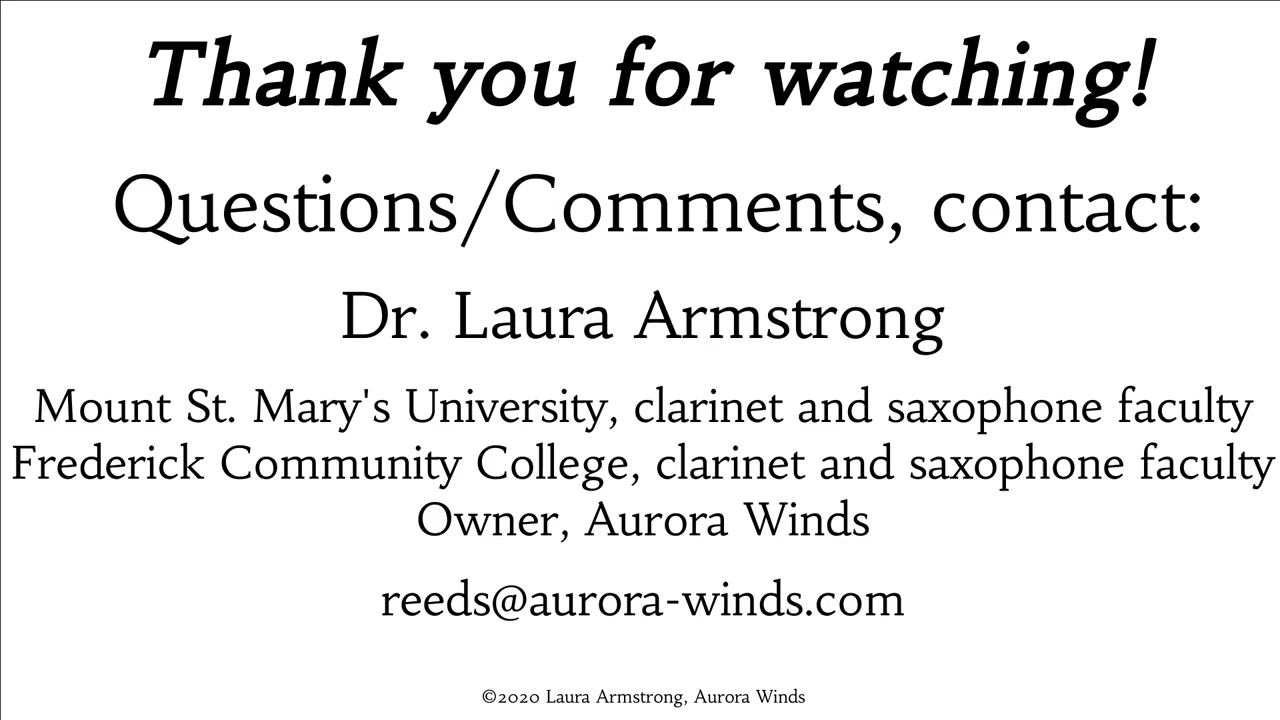 Thank you for watching!
Questions/Comments, contact:
Dr. Laura Armstrong
Mount St. Mary's University, clarinet and saxophone faculty
Frederick Community College, clarinet and saxophone faculty
Owner, Aurora Winds
reeds@aurora-winds.com
©2020 Laura Armstrong, Aurora Winds